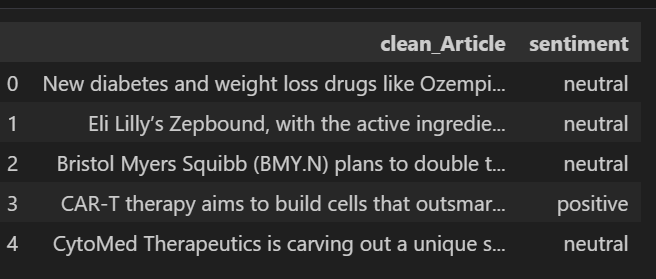 clean_Article sentiment
0 New diabetes and weight loss drugs like Ozempi... neutral
1 Eli Lilly’s Zepbound, with the active ingredie... neutral
2 Bristol Myers Squibb (BMY.N) plans to double t... neutral
3 CAR-T therapy aims to build cells that outsmar... positive
4 CytoMed Therapeutics is carving out a unique s... neutral